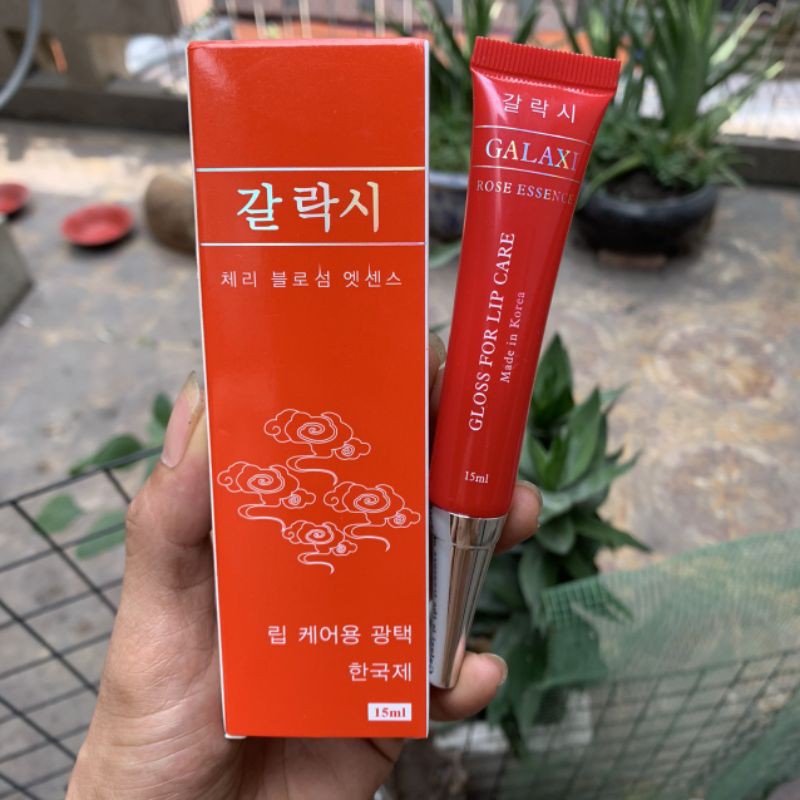 갈락시
체리 블로섬 엣센스
립 케어용 광택
한국제
15ml
갈락시
GALAXI
ROSE ESSENCE
GLOSS FOR LIP CARE
Made in Korea
15ml